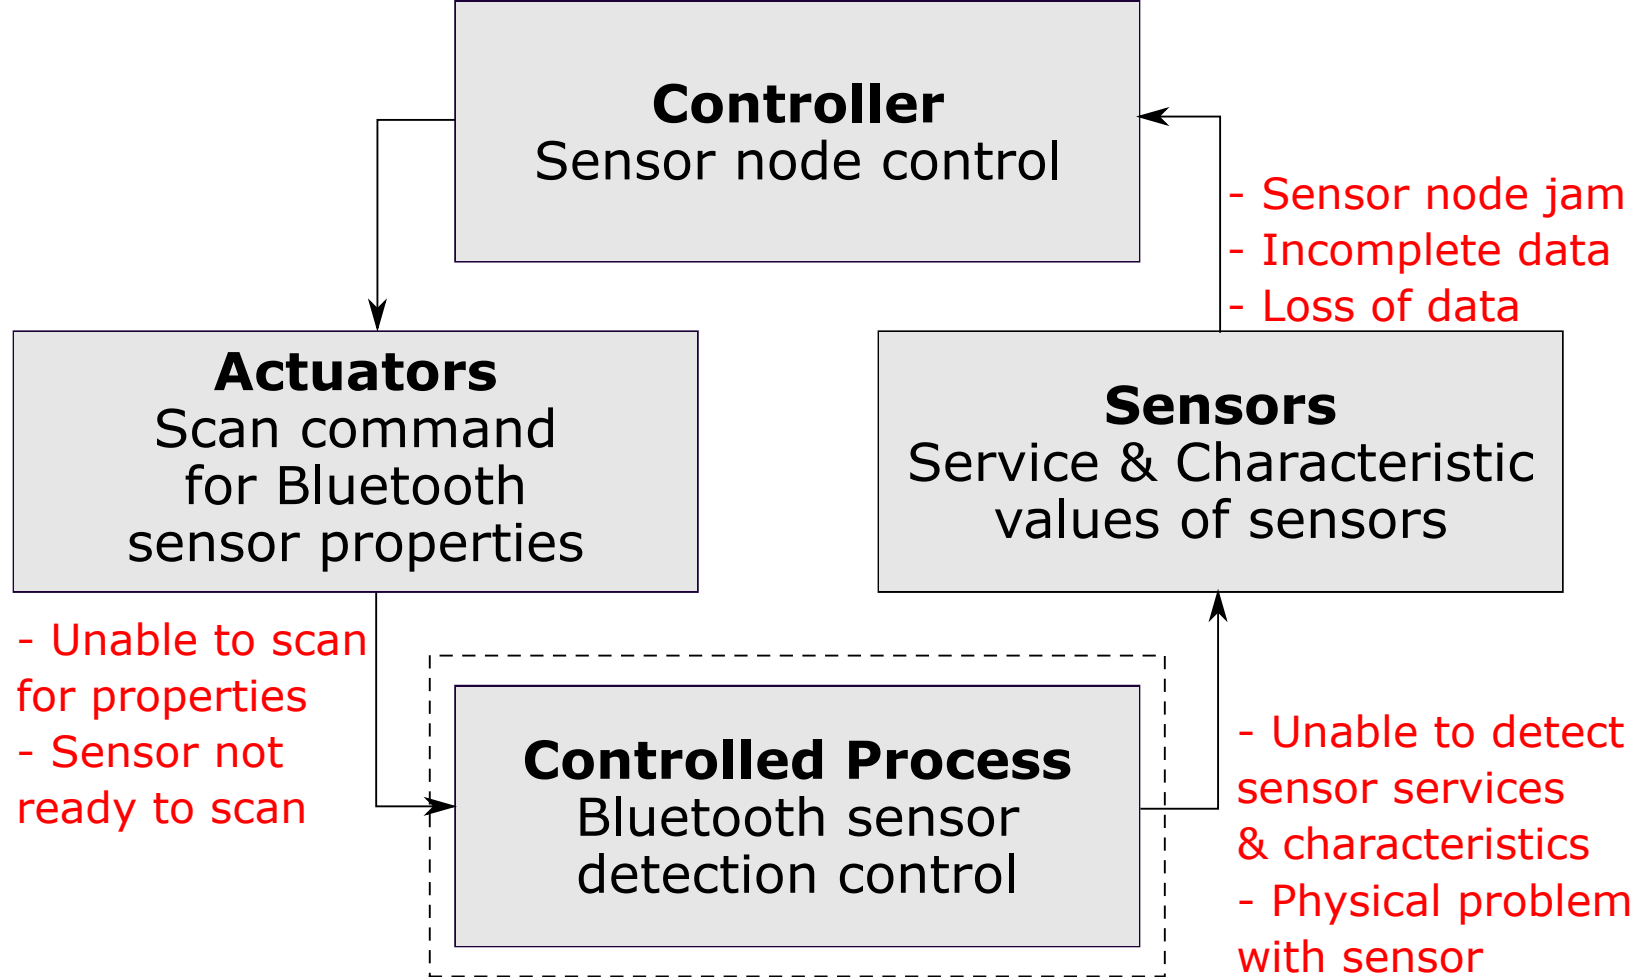 Controller
Sensor node control
- Sensor node jam
- Incomplete data
- Loss of data
Actuators
Scan command
for Bluetooth
sensor properties
Sensors
Service & Characteristic
values of sensors
- Unable to scan
for properties
- Sensor not
ready to scan
Controlled Process
Bluetooth sensor
detection control
- Unable to detect
sensor services
& characteristics
- Physical problem
with sensor